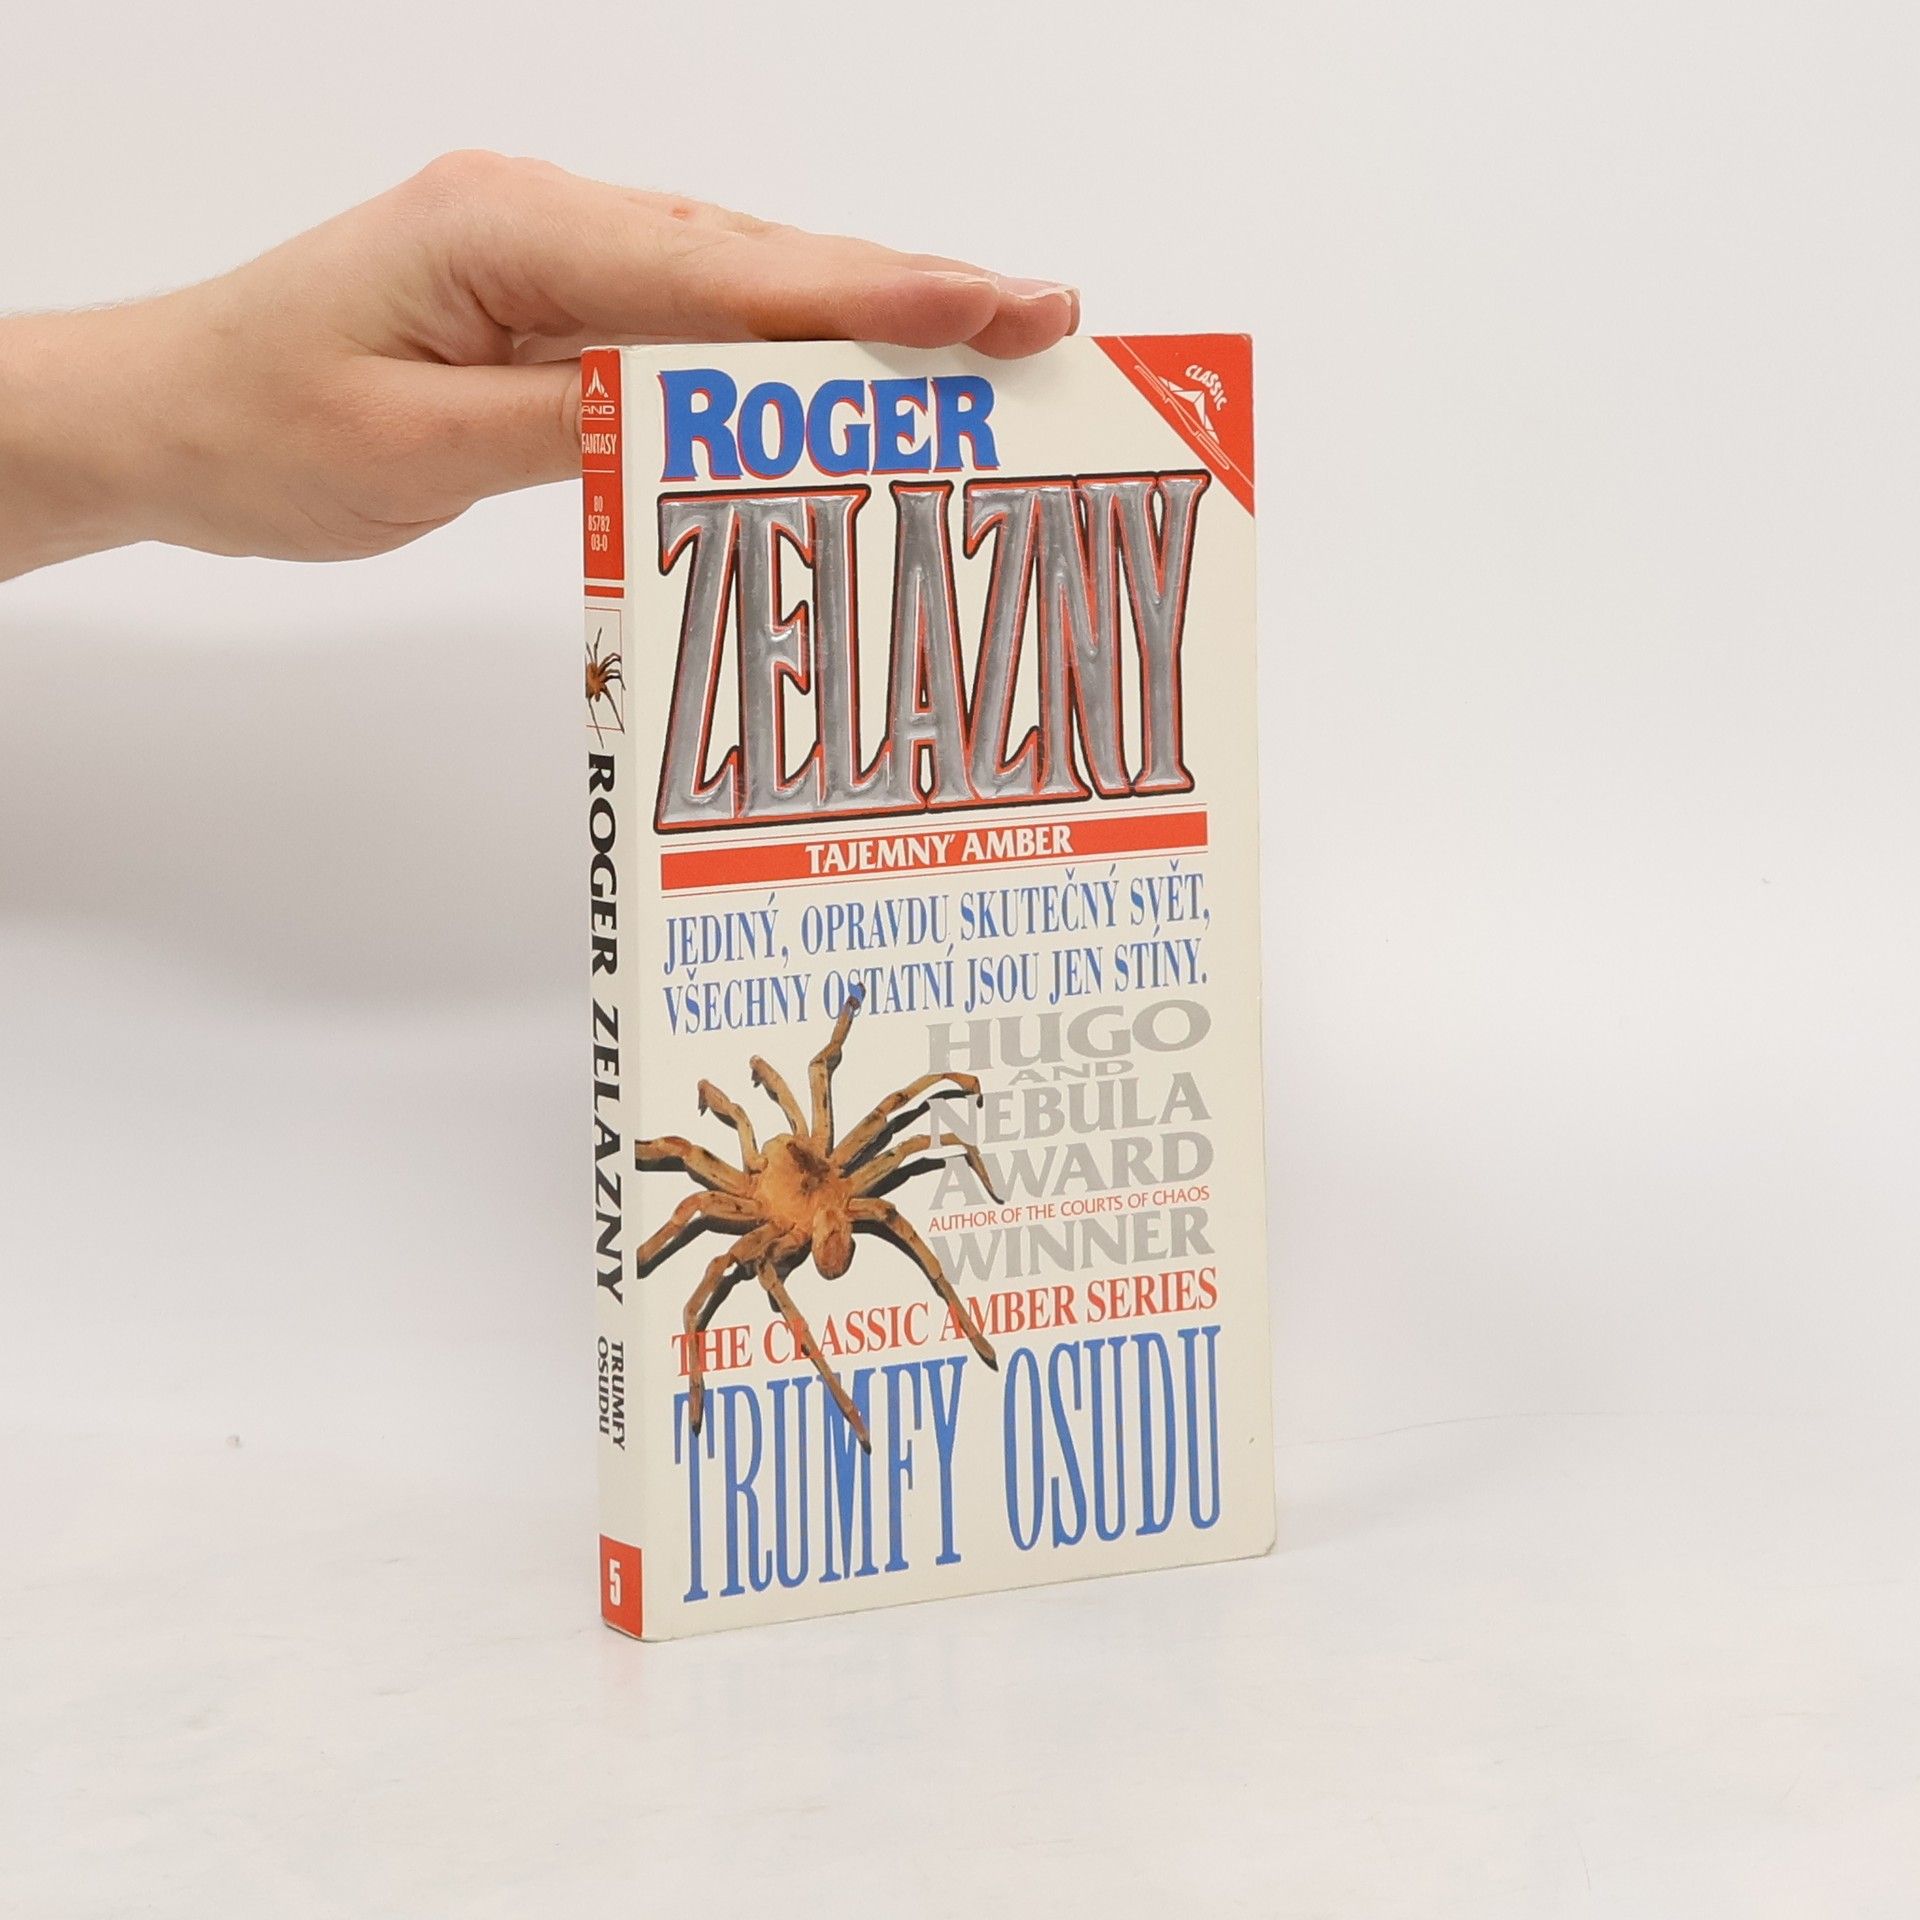 AND
FANTASY
80
85782
03-0
ROGER ZELAZNY
TRUMFY
OSUDU
5
CLASSIC
ROGER
ZELAZNY
TAJEMNÝ AMBER
JEDINÝ, OPRAVDU SKUTEČNÝ SVĚT,
VŠECHNY OSTATNÍ JSOU JEN STÍNY.
HUGO
AND
NEBULA
AWARD
AUTHOR OF THE COURTS OF CHAOS
WINNER
THE CLASSIC AMBER SERIES
TRUMFY OSUDU